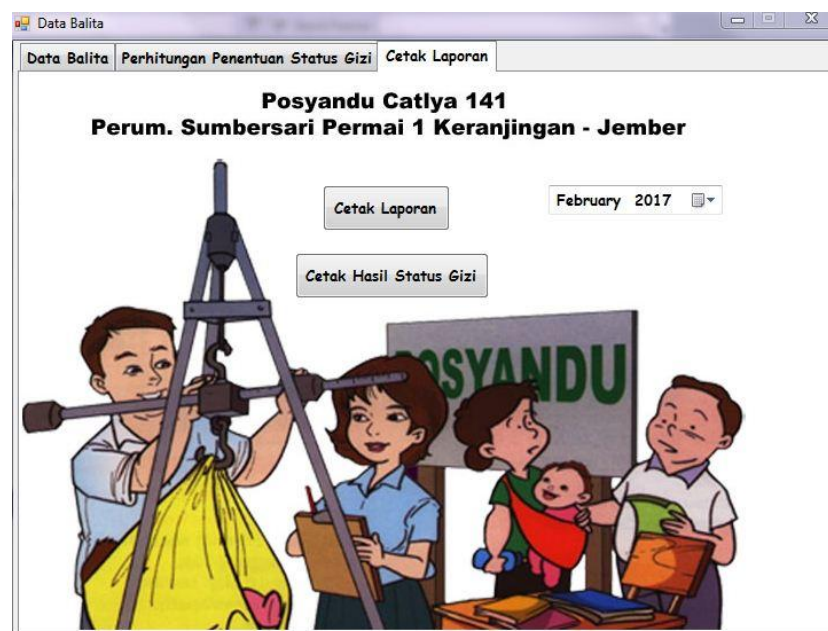 Data Balita
Data Balita Perhitungan Penentuan Status Gizi Cetak Laporan
Posyandu Catlya 141
Perum. Sumbersari Permai 1 Keranjingan - Jember
Cetak Laporan
February 2017
Cetak Hasil Status Gizi
POSYANDU